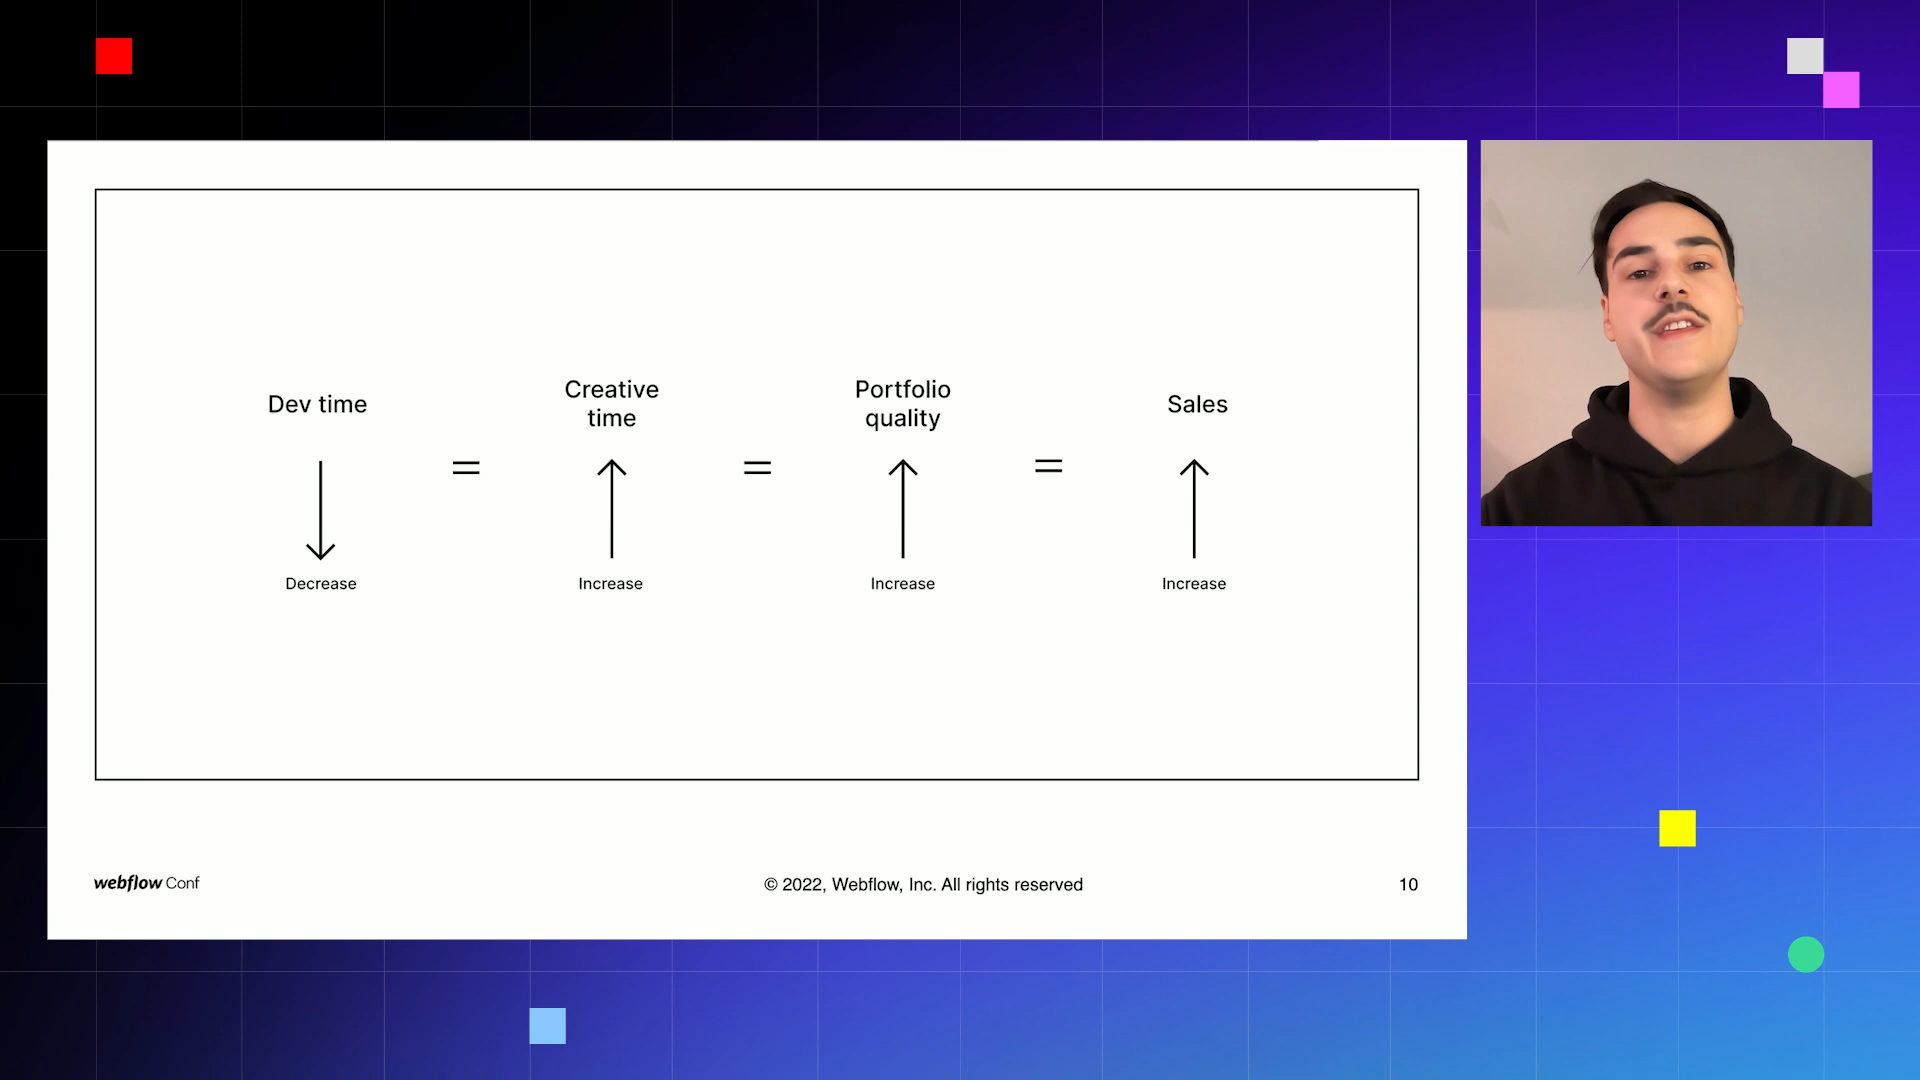 Dev time
Creative
time
Portfolio
quality
Sales
=
=
=
Decrease
Increase
Increase
Increase
webflow Conf
© 2022, Webflow, Inc. All rights reserved
10